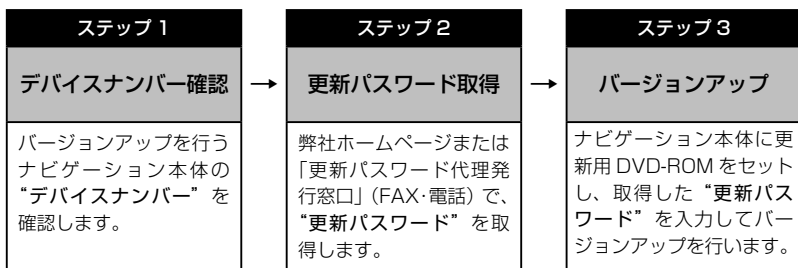 ステップ 1
デバイスナンバー確認
バージョンアップを行う
ナビゲーション本体の
“デバイスナンバー” を
確認します。
→
ステップ 2
更新パスワード取得
弊社ホームページまたは
「更新パスワード代理発
行窓口」（FAX・電話）で、
“更新パスワード” を取
得します。
→
ステップ 3
バージョンアップ
ナビゲーション本体に更
新用 DVD-ROM をセット
し、取得した “更新パス
ワード” を入力してバー
ジョンアップを行います。